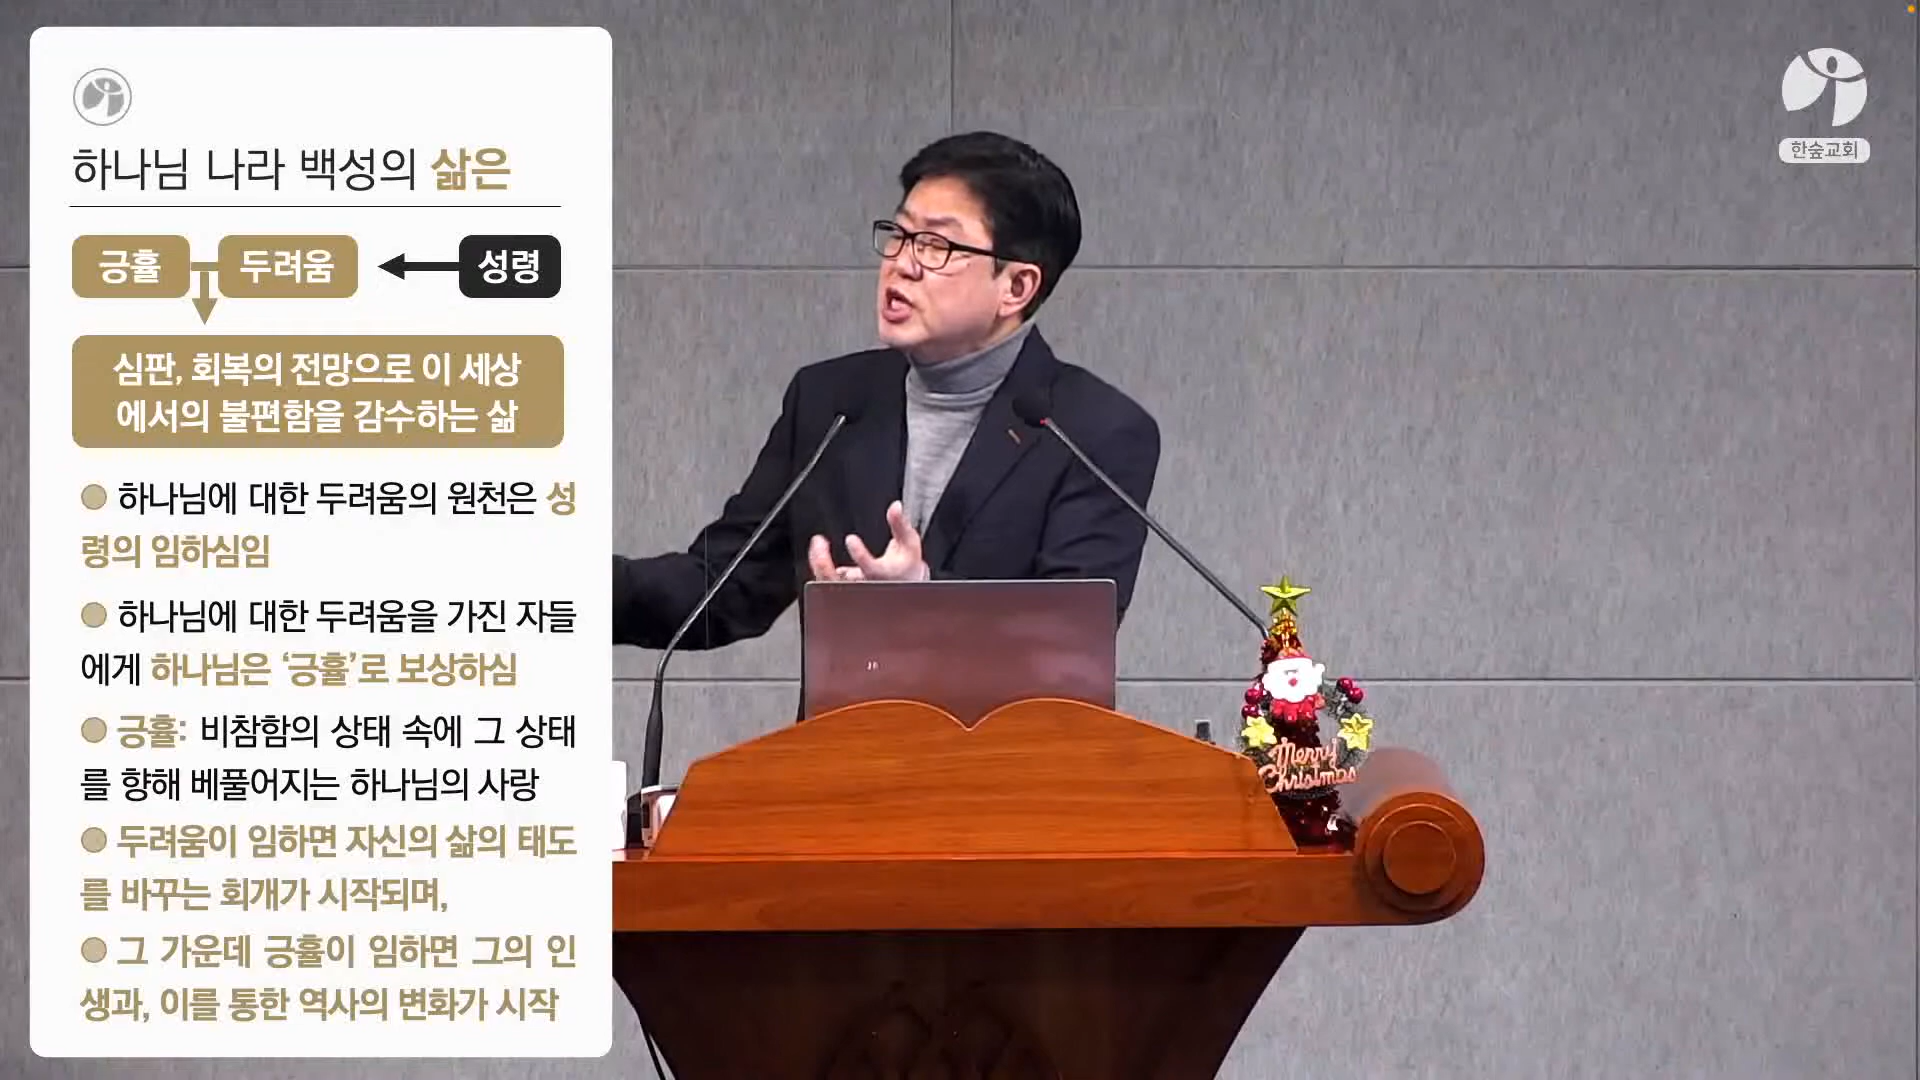 하나님 나라 백성의 삶은
긍휼 두려움 성령
심판, 회복의 전망으로 이 세상
에서의 불편함을 감수하는 삶
하나님에 대한 두려움의 원천은 성
령의 임하심임
하나님에 대한 두려움을 가진 자들
에게 하나님은 ‘긍휼’로 보상하심
긍휼: 비참함의 상태 속에 그 상태
를 향해 베풀어지는 하나님의 사랑
두려움이 임하면 자신의 삶의 태도
를 바꾸는 회개가 시작되며,
그 가운데 긍휼이 임하면 그의 인
생과, 이를 통한 역사의 변화가 시작
한숲교회
Merry
Christmas